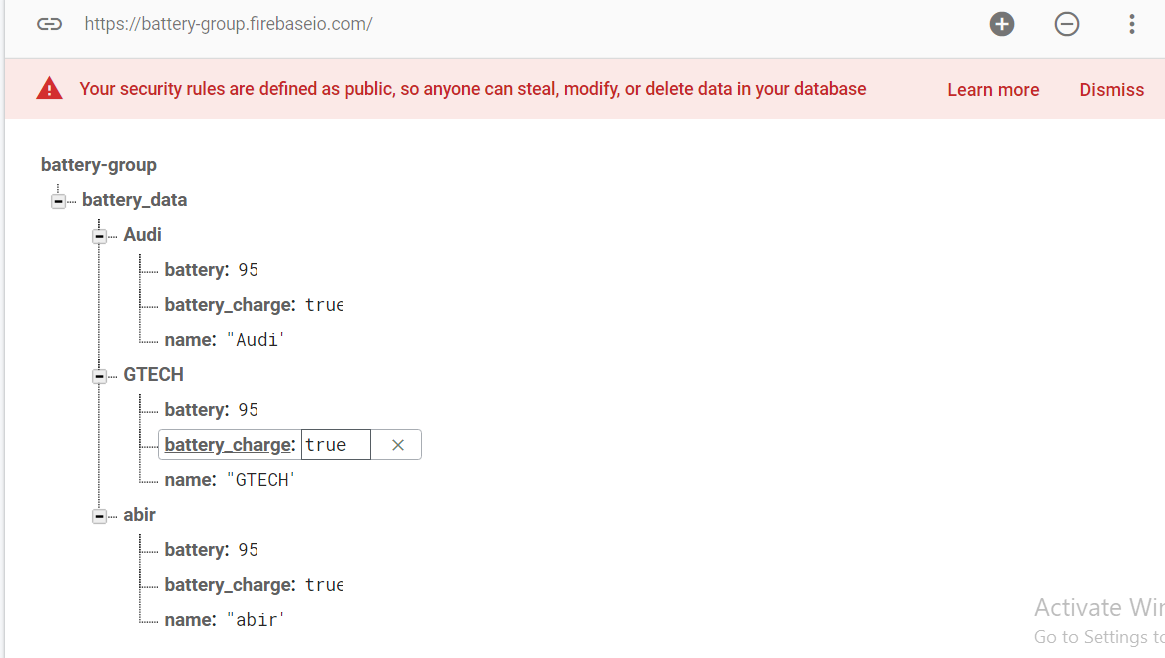 https://battery-group.firebaseio.com/
Your security rules are defined as public, so anyone can steal, modify, or delete data in your database Learn more Dismiss
battery-group
battery_data
Audi
battery: 95
battery_charge: true
name: "Audi'
GTECH
battery: 95
battery_charge: true
name: "GTECH'
abir
battery: 95
battery_charge: true
name: "abir'
Activate Wi
Go to Settings to